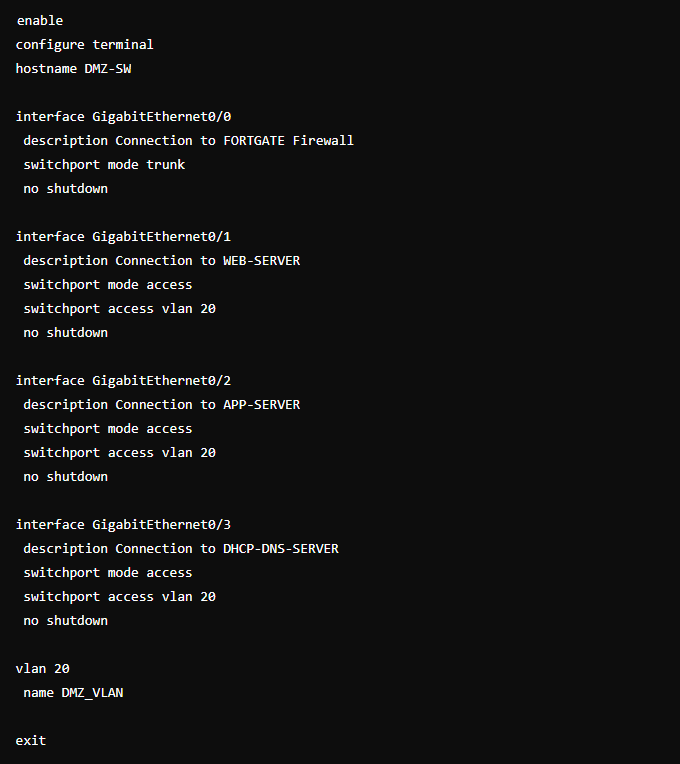 enable
configure terminal
hostname DMZ-SW
interface GigabitEthernet0/0
description Connection to FORTGATE Firewall
switchport mode trunk
no shutdown
interface GigabitEthernet0/1
description Connection to WEB-SERVER
switchport mode access
switchport access vlan 20
no shutdown
interface GigabitEthernet0/2
description Connection to APP-SERVER
switchport mode access
switchport access vlan 20
no shutdown
interface GigabitEthernet0/3
description Connection to DHCP-DNS-SERVER
switchport mode access
switchport access vlan 20
no shutdown
vlan 20
name DMZ_VLAN
exit